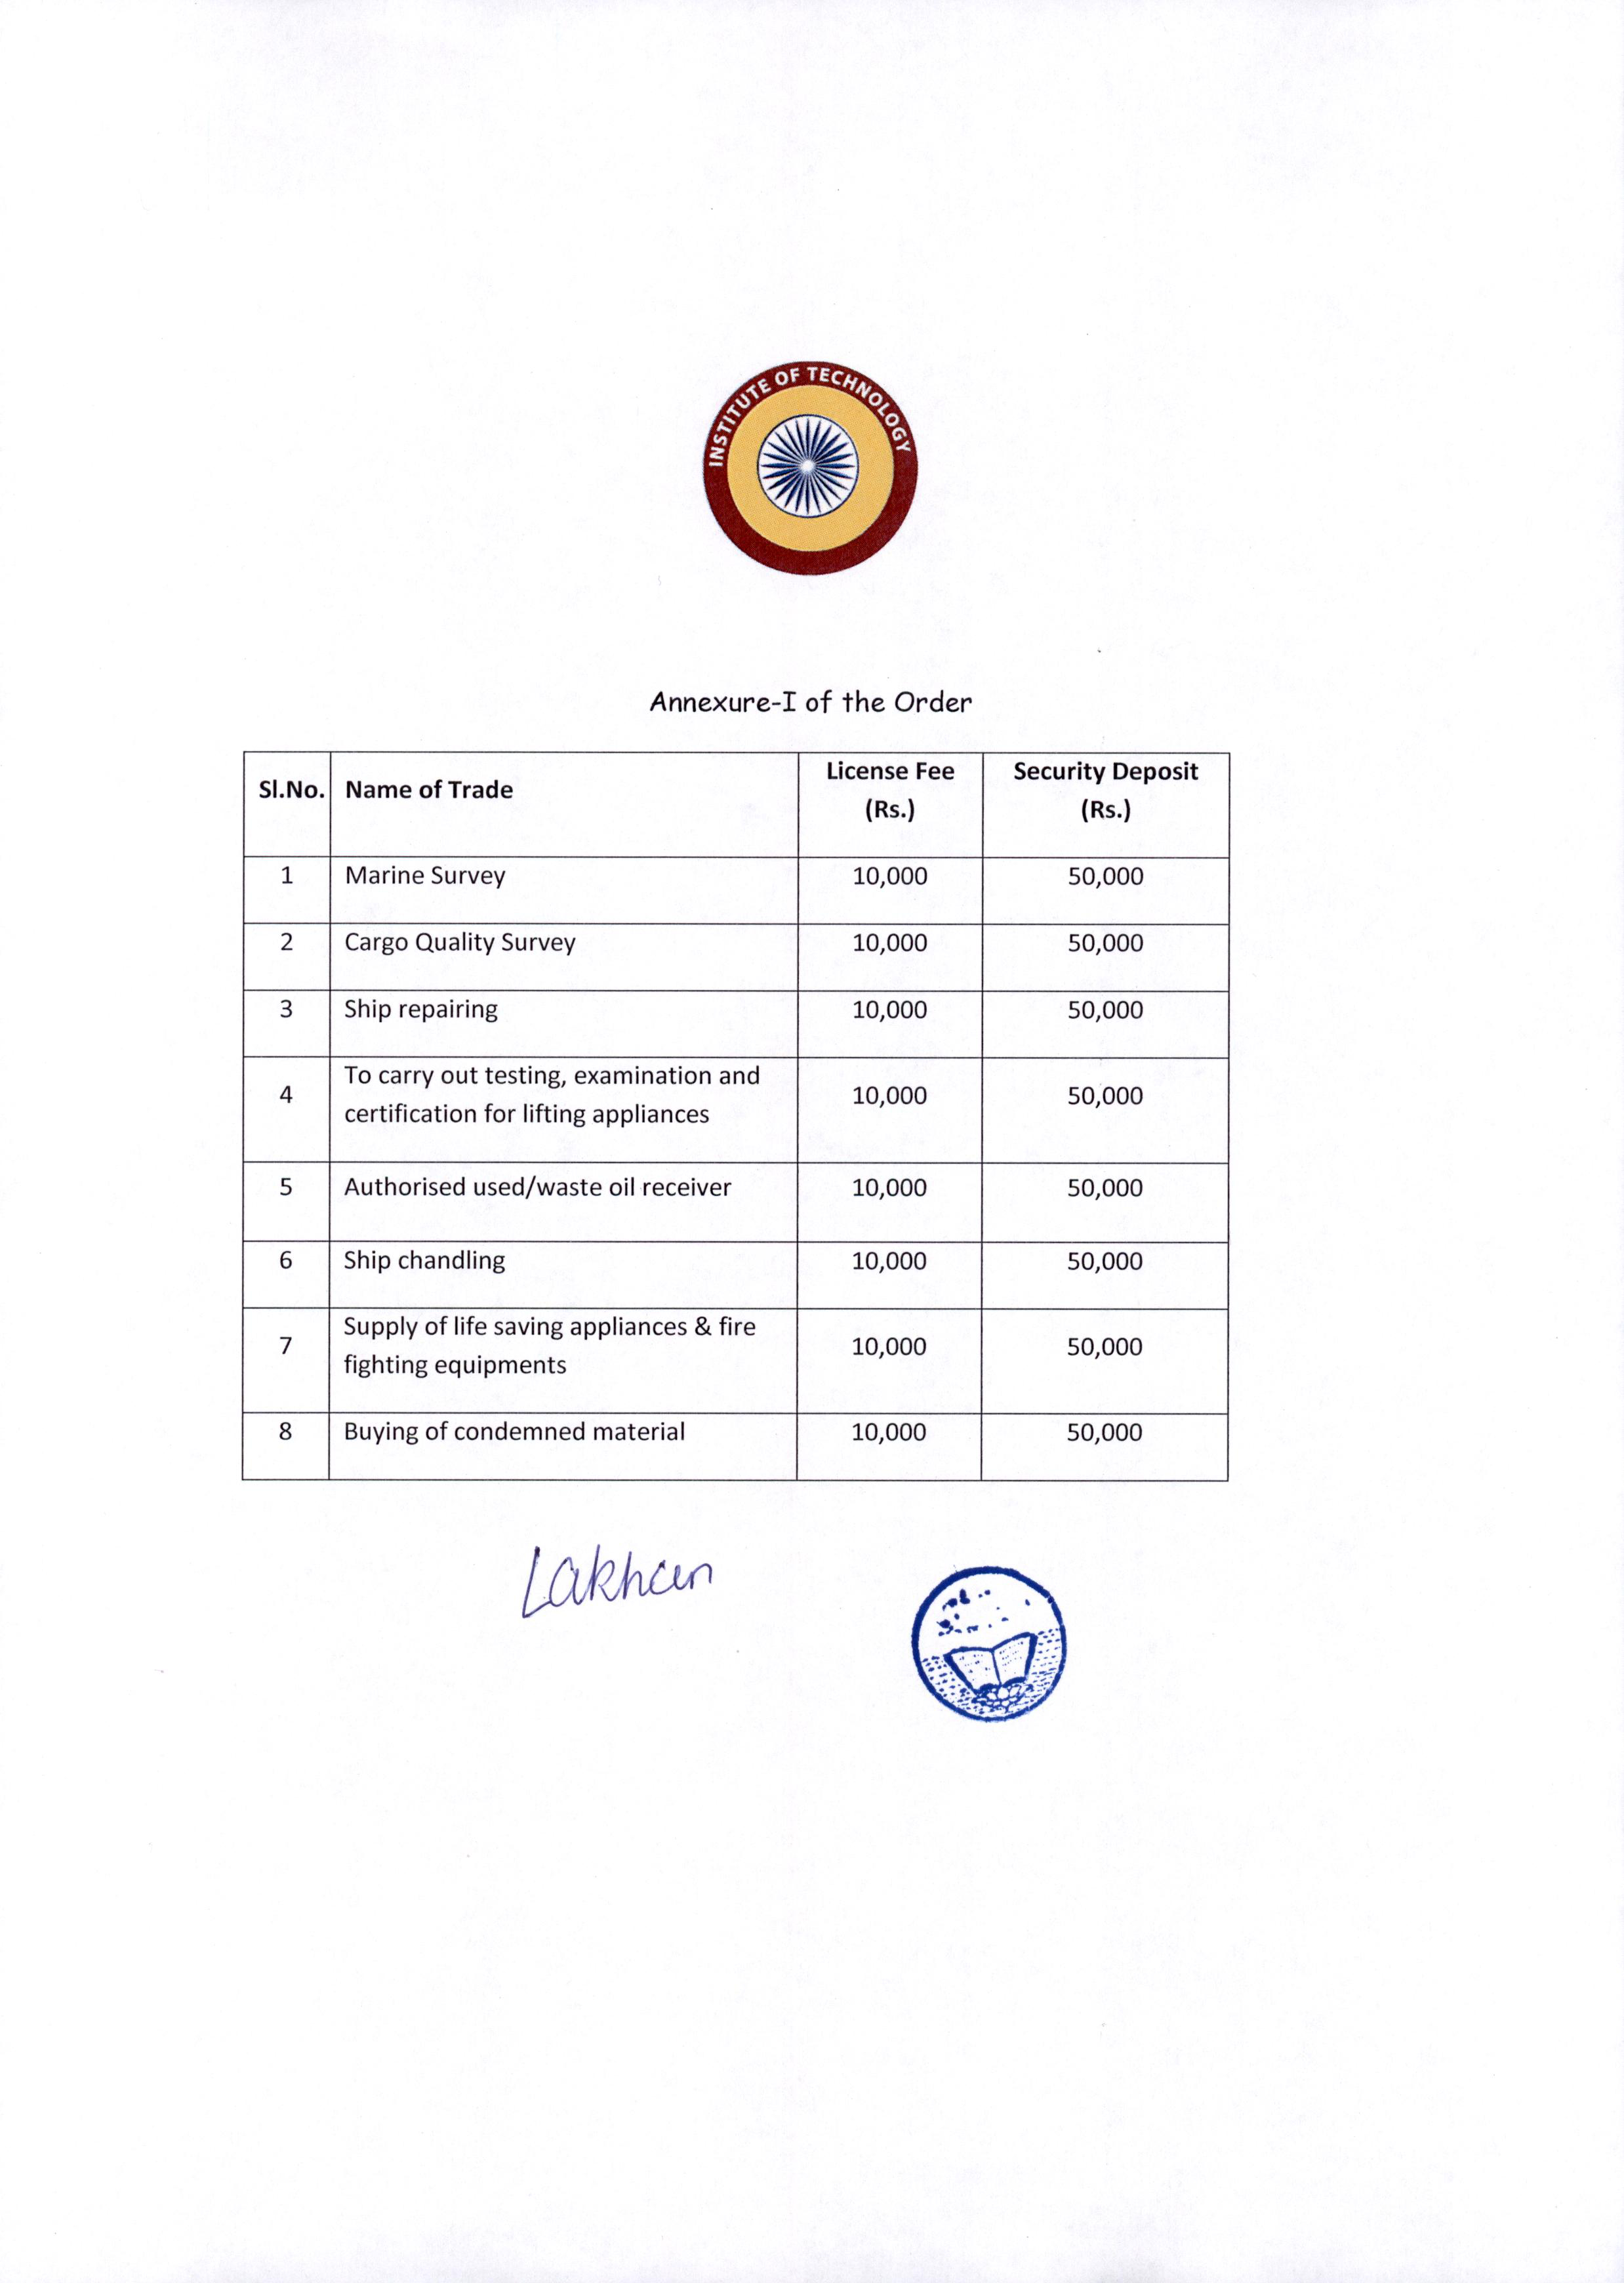 INSTITUTE OF TECHNOLOGY
Annexure-I of the Order
Sl.No. Name of Trade License Fee (Rs.) Security Deposit (Rs.)
1 Marine Survey 10,000 50,000
2 Cargo Quality Survey 10,000 50,000
3 Ship repairing 10,000 50,000
4 To carry out testing, examination and
certification for lifting appliances 10,000 50,000
5 Authorised used/waste oil receiver 10,000 50,000
6 Ship chandling 10,000 50,000
7 Supply of life saving appliances & fire
fighting equipments 10,000 50,000
8 Buying of condemned material 10,000 50,000
Lakhan